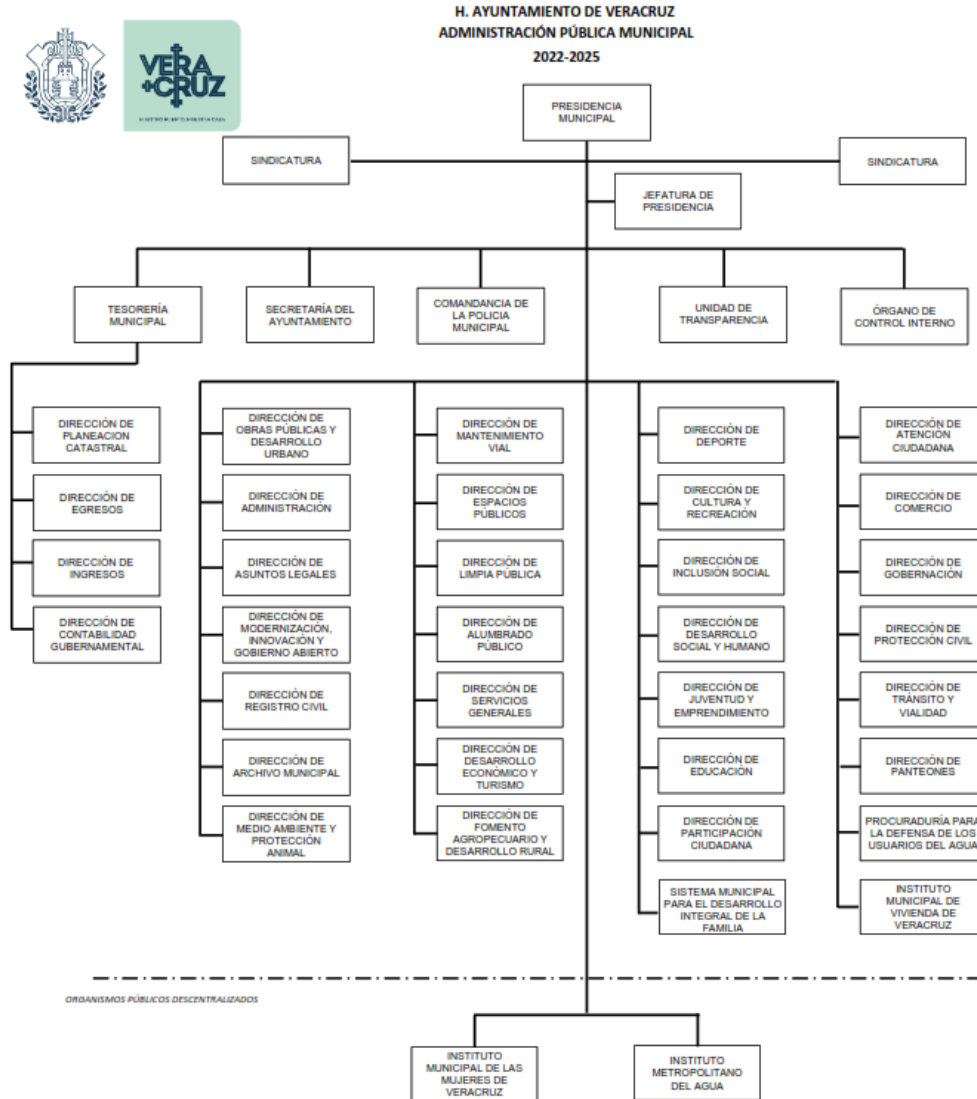 H. AYUNTAMIENTO DE VERACRUZ
ADMINISTRACIÓN PÚBLICA MUNICIPAL
2022-2025
VERA
CRUZ
PRESIDENCIA
MUNICIPAL
SINDICATURA
SINDICATURA
JEFATURA DE
PRESIDENCIA
TESORERÍA
MUNICIPAL
SECRETARÍA DEL
AYUNTAMIENTO
COMANDANCIA DE
LA POLICIA
MUNICIPAL
UNIDAD DE
TRANSPARENCIA
ÓRGANO DE
CONTROL INTERNO
DIRECCIÓN DE
PLANEACION
CATASTRAL
DIRECCIÓN DE
EGRESOS
DIRECCIÓN DE
INGRESOS
DIRECCIÓN DE
CONTABILIDAD
GUBERNAMENTAL
DIRECCIÓN DE
OBRAS PÚBLICAS Y
DESARROLLO
URBANO
DIRECCIÓN DE
ADMINISTRACIÓN
DIRECCIÓN DE
ASUNTOS LEGALES
DIRECCIÓN DE
MODERNIZACIÓN,
INNOVACIÓN Y
GOBIERNO ABIERTO
DIRECCIÓN DE
REGISTRO CIVIL
DIRECCIÓN DE
ARCHIVO MUNICIPAL
DIRECCIÓN DE
MEDIO AMBIENTE Y
PROTECCIÓN
ANIMAL
DIRECCIÓN DE
MANTENIMIENTO
VIAL
DIRECCIÓN DE
ESPACIOS
PÚBLICOS
DIRECCIÓN DE
LIMPIA PÚBLICA
DIRECCIÓN DE
ALUMBRADO
PÚBLICO
DIRECCIÓN DE
SERVICIOS
GENERALES
DIRECCIÓN DE
DESARROLLO
ECONÓMICO Y
TURISMO
DIRECCIÓN DE
FOMENTO
AGROPECUARIO Y
DESARROLLO RURAL
DIRECCIÓN DE
DEPORTE
DIRECCIÓN DE
CULTURA Y
RECREACIÓN
DIRECCIÓN DE
INCLUSIÓN SOCIAL
DIRECCIÓN DE
DESARROLLO
SOCIAL Y HUMANO
DIRECCIÓN DE
JUVENTUD Y
EMPRENDIMIENTO
DIRECCIÓN DE
EDUCACIÓN
DIRECCIÓN DE
PARTICIPACIÓN
CIUDADANA
SISTEMA MUNICIPAL
PARA EL DESARROLLO
INTEGRAL DE LA
FAMILIA
DIRECCIÓN DE
ATENCIÓN
CIUDADANA
DIRECCIÓN DE
COMERCIO
DIRECCIÓN DE
GOBERNACIÓN
DIRECCIÓN DE
PROTECCIÓN CIVIL
DIRECCIÓN DE
TRÁNSITO Y
VIALIDAD
DIRECCIÓN DE
PANTEONES
PROCURADURÍA PARA
LA DEFENSA DE LOS
USUARIOS DEL AGUA
INSTITUTO
MUNICIPAL DE
VIVIENDA DE
VERACRUZ
ORGANISMOS PÚBLICOS DESCENTRALIZADOS
INSTITUTO
MUNICIPAL DE LAS
MUJERES DE
VERACRUZ
INSTITUTO
METROPOLITANO
DEL AGUA